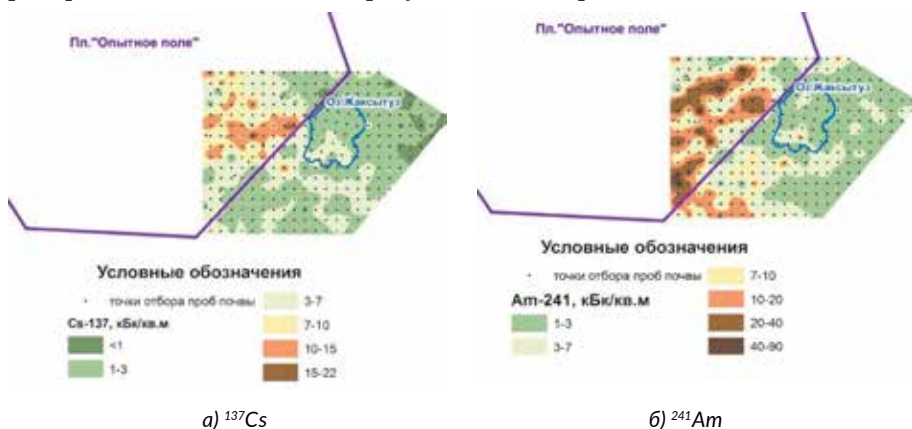 Пл."Опытное поле"
Оз.Жаксытуз
Условные обозначения
точки отбора проб почвы
Cs-137, кБк/кв.м
<1
1-3
3-7
7-10
10-15
15-22
а) ¹³⁷Cs
Пл."Опытное поле"
Оз.Жаксытуз
Условные обозначения
точки отбора проб почвы
Am-241, кБк/кв.м
1-3
3-7
7-10
10-20
20-40
40-90
б) ²⁴¹Am